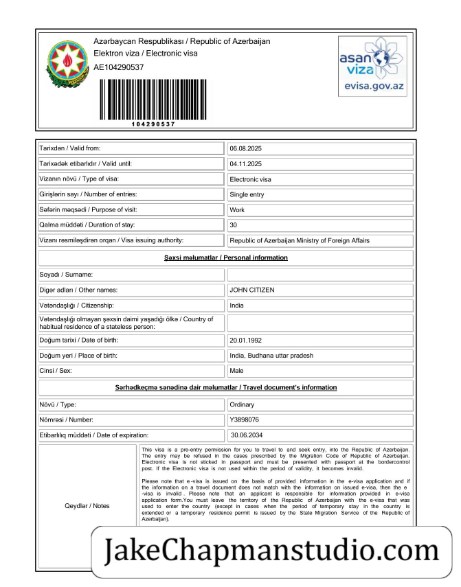 Azərbaycan Respublikası / Republic of Azerbaijan
Elektron viza / Electronic visa
AE104290537
104290537
asan
viza
evisa.gov.az
Tarixdən / Valid from: 06.08.2025
Tarixədək etibarlıdır / Valid until: 04.11.2025
Vizanın növü / Type of visa: Electronic visa
Girişlərin sayı / Number of entries: Single entry
Səfərin məqsədi / Purpose of visit: Work
Qalma müddəti / Duration of stay: 30
Vizanı rəsmiləşdirən orqan / Visa issuing authority: Republic of Azerbaijan Ministry of Foreign Affairs
Şəxsi məlumatlar / Personal information
Soyadı / Surname:
Digər adları / Other names: JOHN CITIZEN
Vətəndaşlığı / Citizenship: India
Vətəndaşlığı olmayan şəxsin daimi yaşadığı ölkə / Country of
habitual residence of a stateless person:
Doğum tarixi / Date of birth: 20.01.1992
Doğum yeri / Place of birth: India, Budhana uttar pradesh
Cinsi / Sex: Male
Sərhədkeçmə sənədinə dair məlumatlar / Travel document's information
Növü / Type: Ordinary
Nömrəsi / Number: Y3898076
Etibarlılıq müddəti / Date of expiration: 30.06.2034
Qeydlər / Notes
This visa is a pre-entry permission for you to travel to and seek entry, into the Republic of Azerbaijan.
The entry may be refused in the cases prescribed by the Migration Code of Republic of Azerbaijan.
Electronic visa is not sticked in passport and must be presented with passport at the bordercontrol
post. If the Electronic visa is not used within the period of validity, it becomes invalid.
Please note that e-visa is issued on the basis of provided information in the e-visa application and if
the information on a travel document does not match with the information on issued e-visa, then the e
-visa is invalid . Please note that an applicant is responsible for information provided in e-visa
application form.You must leave the territory of the Republic of Azerbaijan with the e-visa that was
used to enter the country (except in cases when the period of temporary stay in the country is
extended or a temporary residence permit is issued by the State Migration Service of the Republic of
Azerbaijan).
JakeChapmanstudio.com